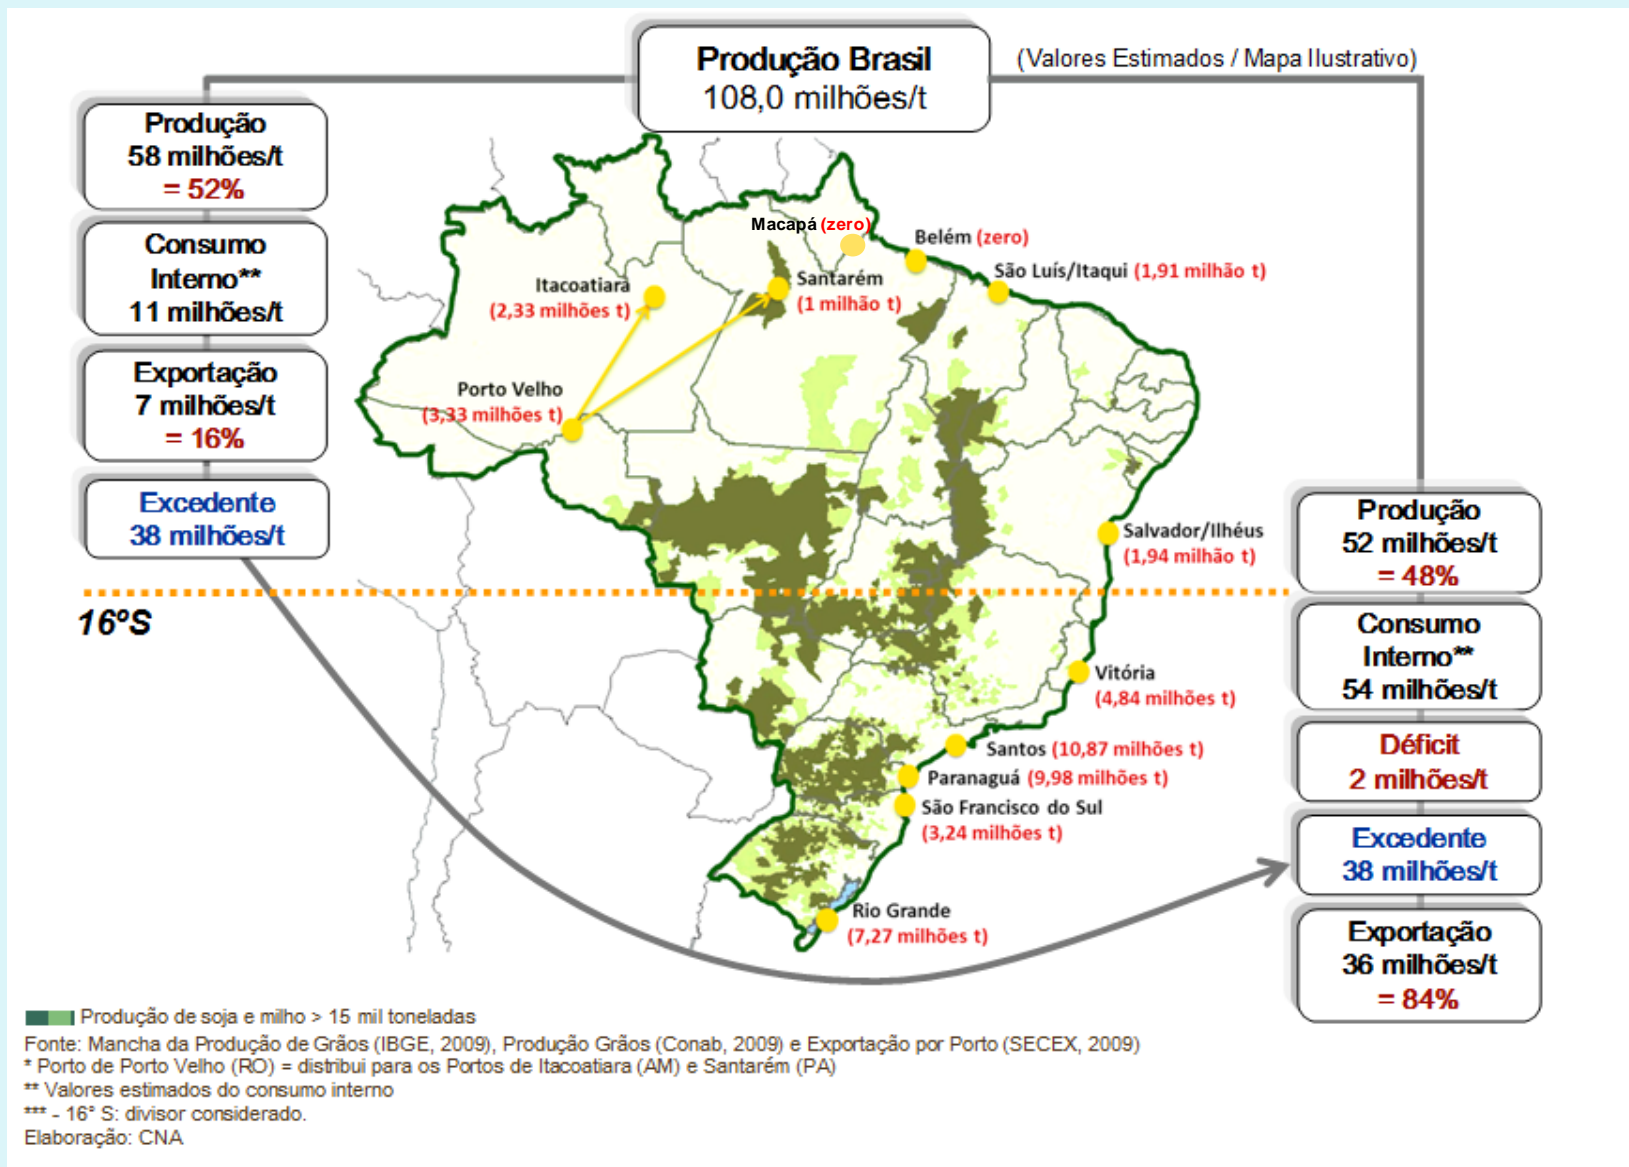 Produção Brasil
108,0 milhões/t
(Valores Estimados / Mapa Ilustrativo)
Produção
58 milhões/t
= 52%
Consumo
Interno**
11 milhões/t
Exportação
7 milhões/t
= 16%
Excedente
38 milhões/t
16ºS
Macapá (zero)
Belém (zero)
São Luís/Itaqui (1,91 milhão t)
Itacoatiara
(2,33 milhões t)
Santarém
(1 milhão t)
Porto Velho
(3,33 milhões t)
Salvador/Ilhéus
(1,94 milhão t)
Vitória
(4,84 milhões t)
Santos (10,87 milhões t)
Paranaguá (9,98 milhões t)
São Francisco do Sul
(3,24 milhões t)
Rio Grande
(7,27 milhões t)
Produção
52 milhões/t
= 48%
Consumo
Interno**
54 milhões/t
Déficit
2 milhões/t
Excedente
38 milhões/t
Exportação
36 milhões/t
= 84%
Produção de soja e milho > 15 mil toneladas
Fonte: Mancha da Produção de Grãos (IBGE, 2009), Produção Grãos (Conab, 2009) e Exportação por Porto (SECEX, 2009)
* Porto de Porto Velho (RO) = distribui para os Portos de Itacoatiara (AM) e Santarém (PA)
** Valores estimados do consumo interno
*** - 16° S: divisor considerado.
Elaboração: CNA